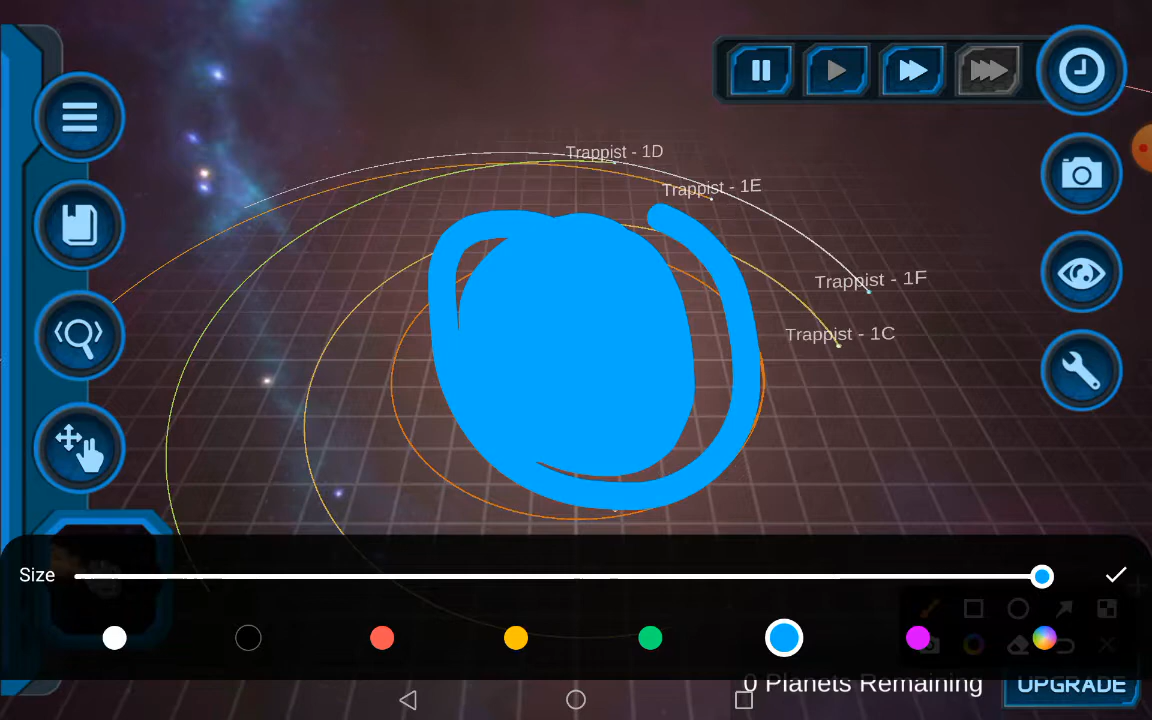 Trappist - 1D
Trappist - 1E
Trappist - 1F
Trappist - 1C
Size
0 Planets Remaining
UPGRADE